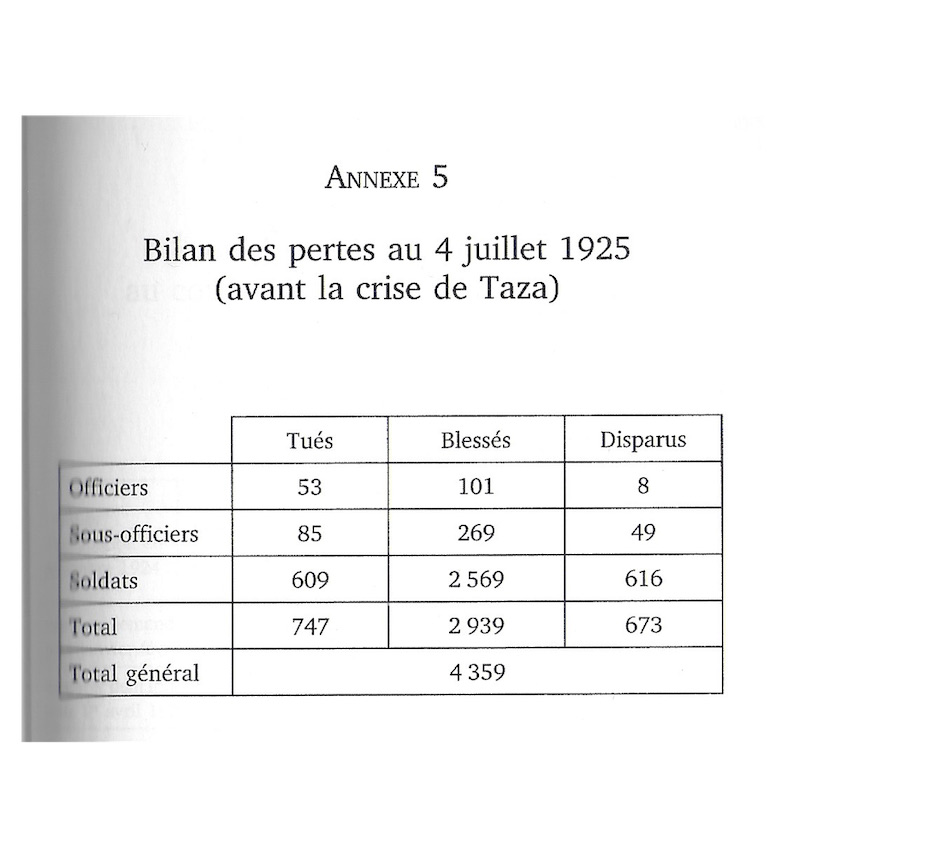 ANNEXE 5
Bilan des pertes au 4 juillet 1925
(avant la crise de Taza)
Tués Blessés Disparus
Officiers 53 101 8
Sous-officiers 85 269 49
Soldats 609 2 569 616
Total 747 2 939 673
Total général 4 359